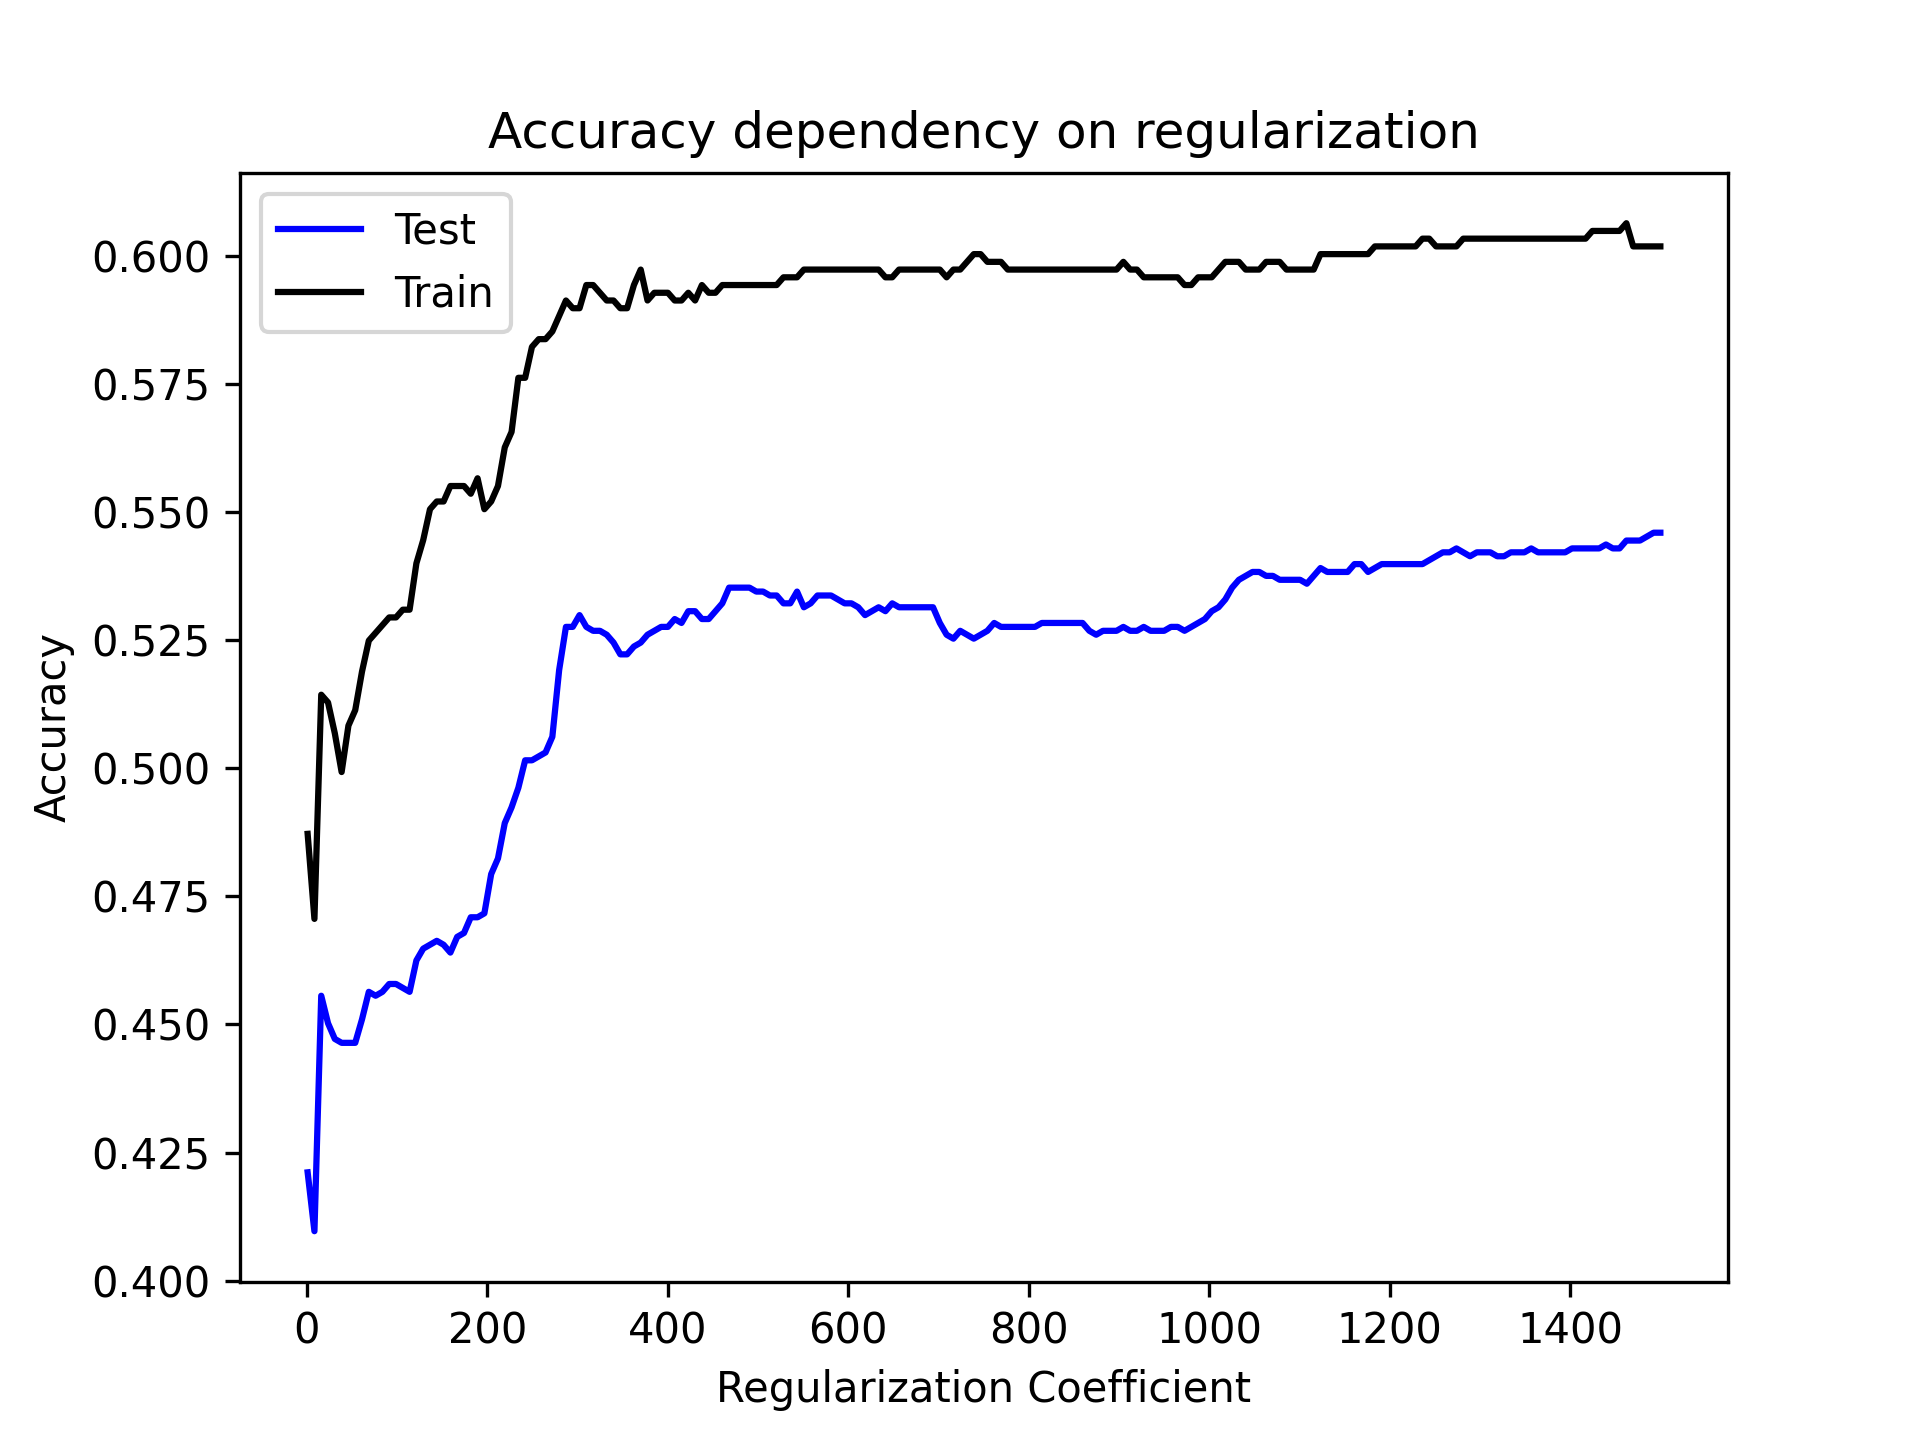 Accuracy dependency on regularization
Test
Train
0.600
0.575
0.550
0.525
0.500
0.475
0.450
0.425
0.400
Accuracy
0 200 400 600 800 1000 1200 1400
Regularization Coefficient